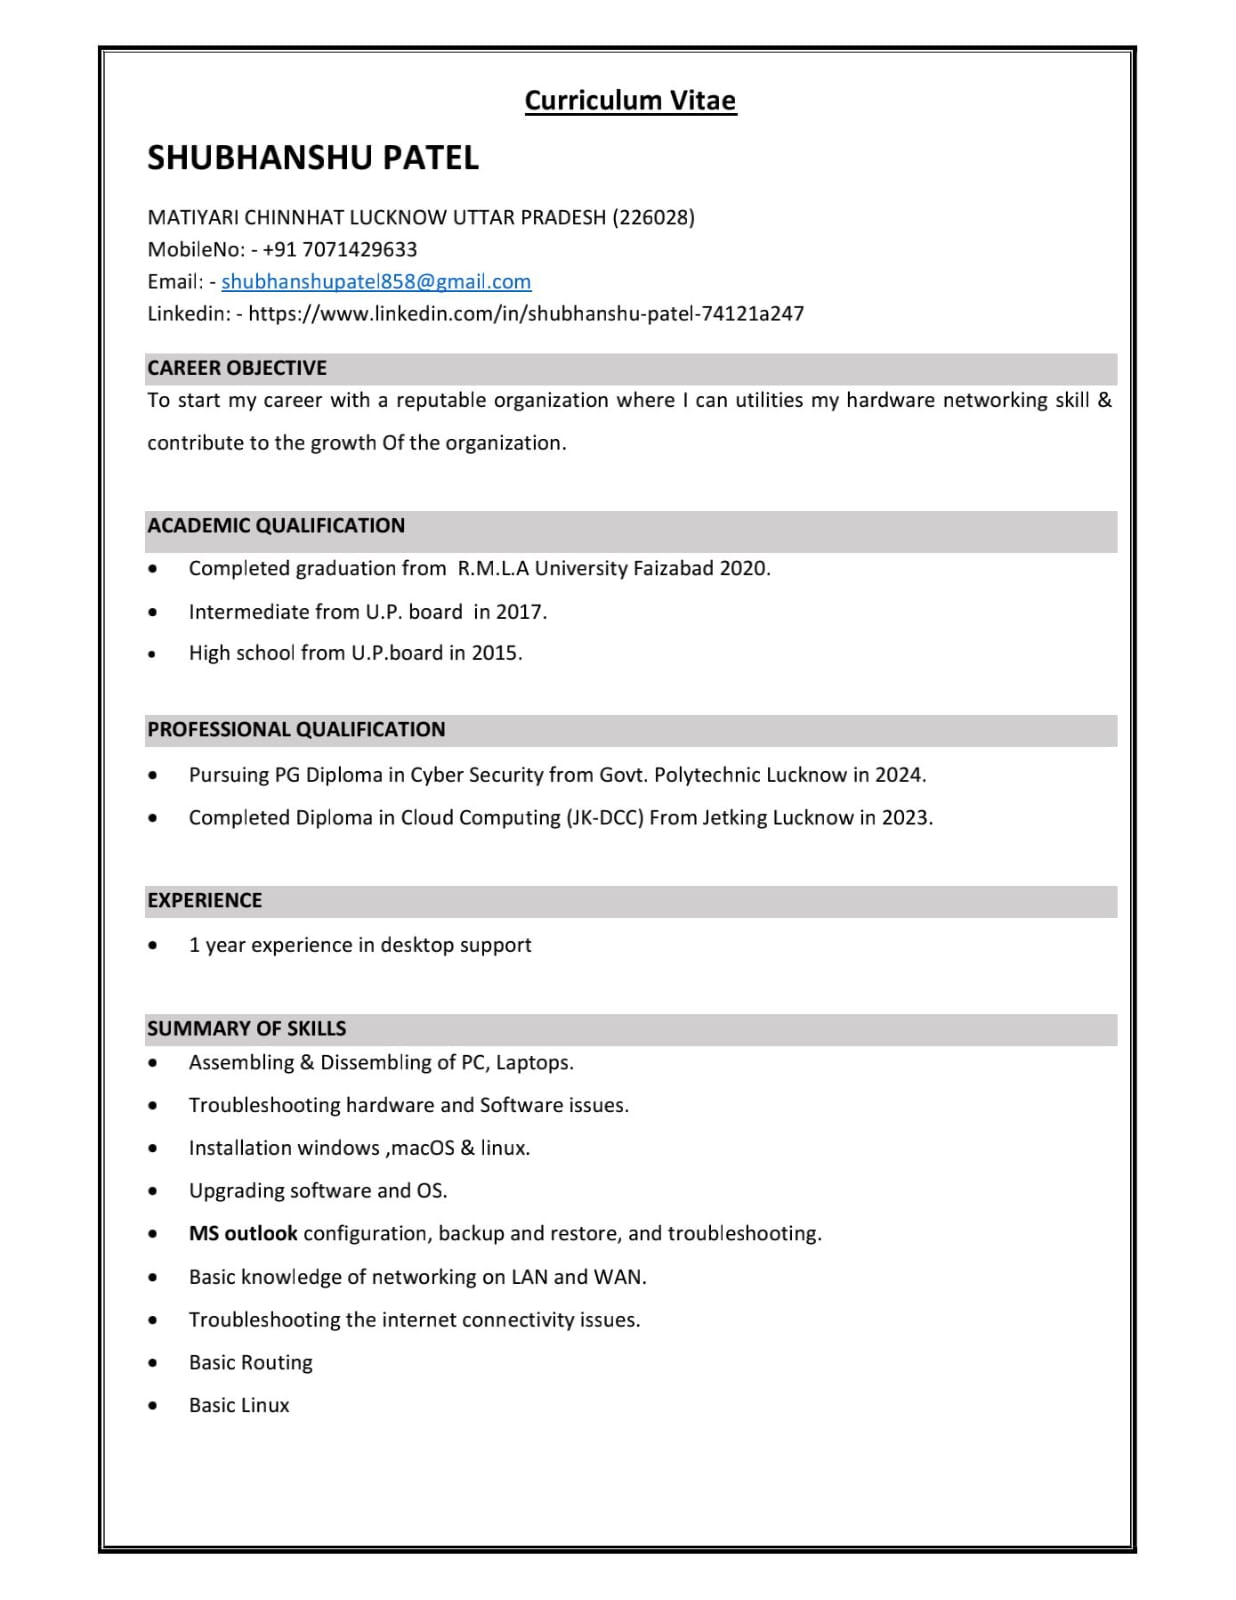 Curriculum Vitae
SHUBHANSHU PATEL
MATIYARI CHINNHAT LUCKNOW UTTAR PRADESH (226028)
MobileNo: - +91 7071429633
Email: - shubhanshupatel858@gmail.com
Linkedin: - https://www.linkedin.com/in/shubhanshu-patel-74121a247
CAREER OBJECTIVE
To start my career with a reputable organization where I can utilities my hardware networking skill &
contribute to the growth Of the organization.
ACADEMIC QUALIFICATION
• Completed graduation from R.M.L.A University Faizabad 2020.
• Intermediate from U.P. board in 2017.
• High school from U.P.board in 2015.
PROFESSIONAL QUALIFICATION
• Pursuing PG Diploma in Cyber Security from Govt. Polytechnic Lucknow in 2024.
• Completed Diploma in Cloud Computing (JK-DCC) From Jetking Lucknow in 2023.
EXPERIENCE
• 1 year experience in desktop support
SUMMARY OF SKILLS
• Assembling & Dissembling of PC, Laptops.
• Troubleshooting hardware and Software issues.
• Installation windows ,macOS & linux.
• Upgrading software and OS.
• MS outlook configuration, backup and restore, and troubleshooting.
• Basic knowledge of networking on LAN and WAN.
• Troubleshooting the internet connectivity issues.
• Basic Routing
• Basic Linux